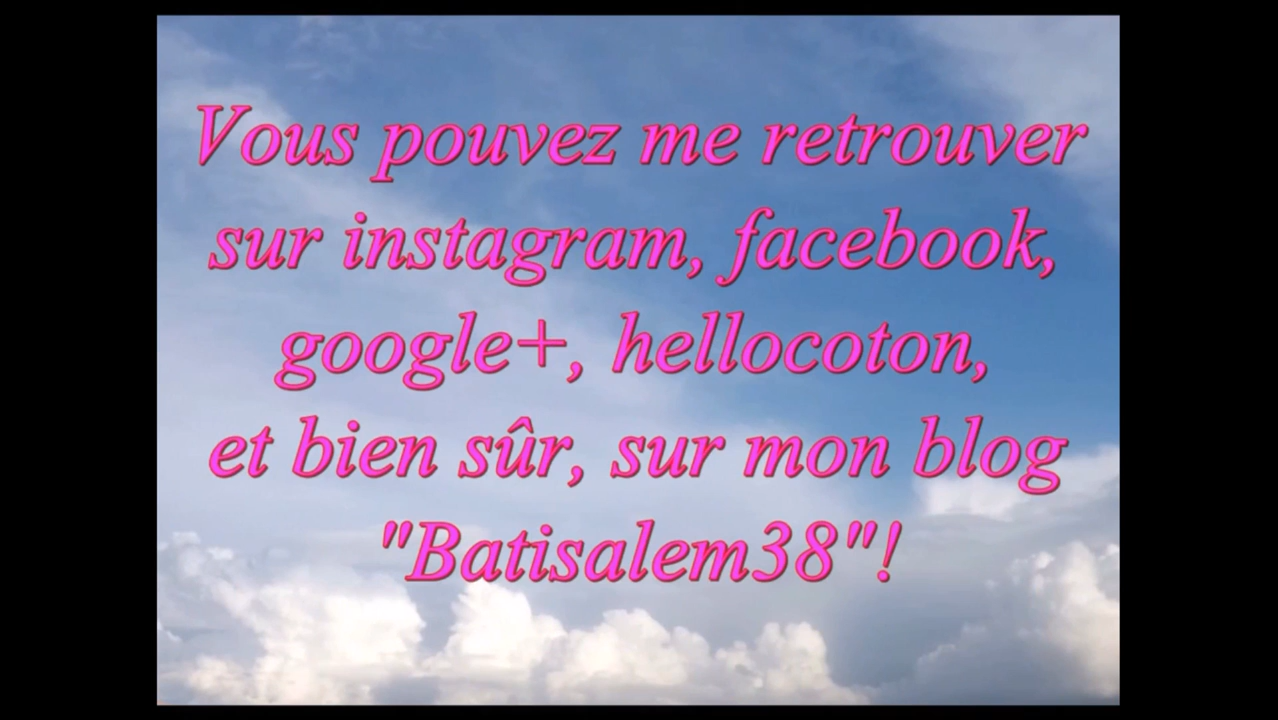 Vous pouvez me retrouver
sur instagram, facebook,
google+, hellocoton,
et bien sûr, sur mon blog
"Batisalem38"!